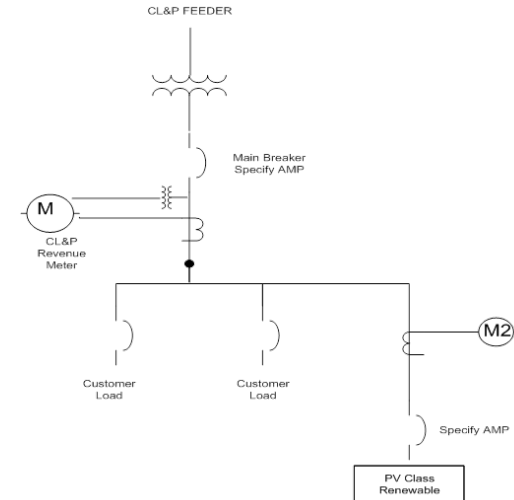 CL&P FEEDER
Main Breaker
Specify AMP
M
CL&P
Revenue
Meter
M2
Customer
Load
Customer
Load
Specify AMP
PV Class
Renewable